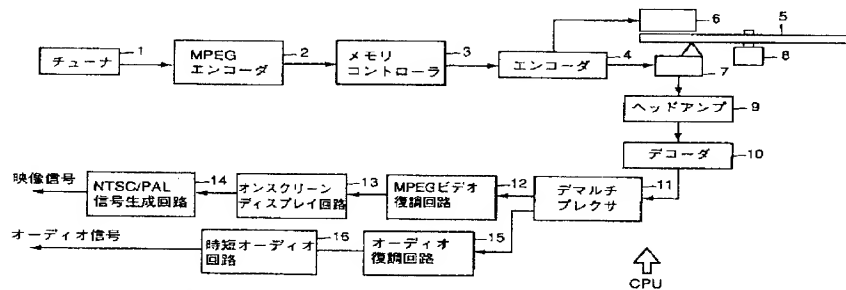 チューナ
1
MPEG
エンコーダ
2
メモリ
コントローラ
3
エンコーダ
4
6
5
7
8
ヘッドアンプ
9
デコーダ
10
映像信号
NTSC/PAL
信号生成回路
14
オンスクリーン
ディスプレイ回路
13
MPEGビデオ
復調回路
12
デマルチ
プレクサ
11
オーディオ信号
時短オーディオ
回路
16
オーディオ
復調回路
15
CPU